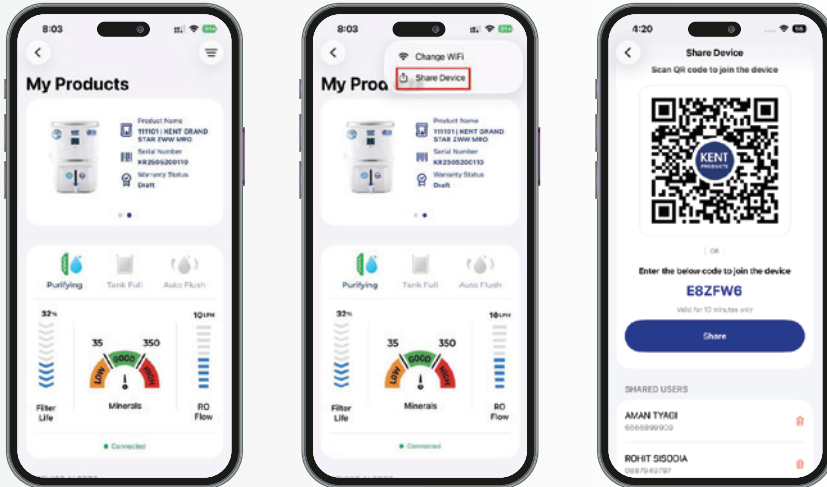 8:03
My Products
Product Name
111101 | KENT GRAND
STAR ZWW MRO
Serial Number
KR2505200110
Warranty Status
Draft
Purifying
Tank Full
Auto Flush
32%
10 LPH
35
350
LOW
GOOD
HIGH
Filter
Life
Minerals
RO
Flow
Connected
8:03
Change WiFi
Share Device
My Prod
Product Name
111101 | KENT GRAND
STAR ZWW MRO
Serial Number
KR2505200110
Warranty Status
Draft
Purifying
Tank Full
Auto Flush
32%
10 LPH
35
350
LOW
GOOD
HIGH
Filter
Life
Minerals
RO
Flow
Connected
4:20
Share Device
Scan QR code to join the device
KENT
PRODUCTS
OR
Enter the below code to join the device
E8ZFW6
Valid for 10 minutes only
Share
SHARED USERS
AMAN TYAGI
ROHIT SISODIA